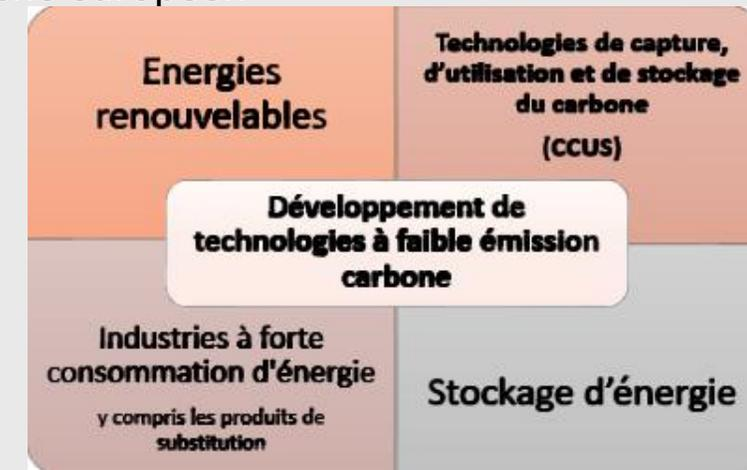 Energies
renouvelables
Technologies de capture,
d'utilisation et de stockage
du carbone
(CCUS)
Développement de
technologies à faible émission
carbone
Industries à forte
consommation d'énergie
y compris les produits de
substitution
Stockage d'énergie